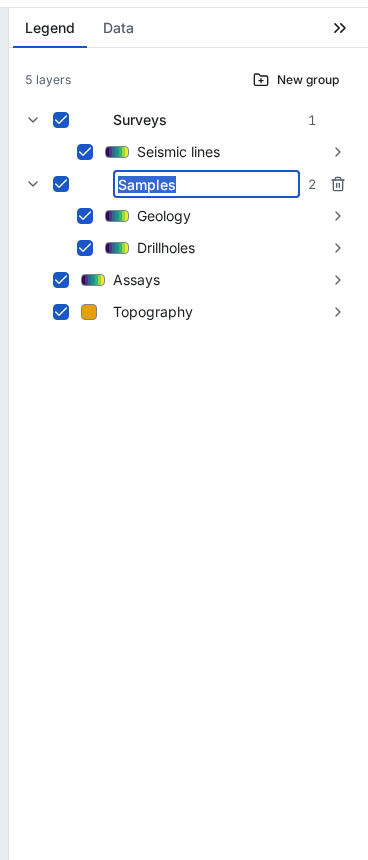 Legend Data
5 layers New group
Surveys 1
Seismic lines
Samples 2
Geology
Drillholes
Assays
Topography